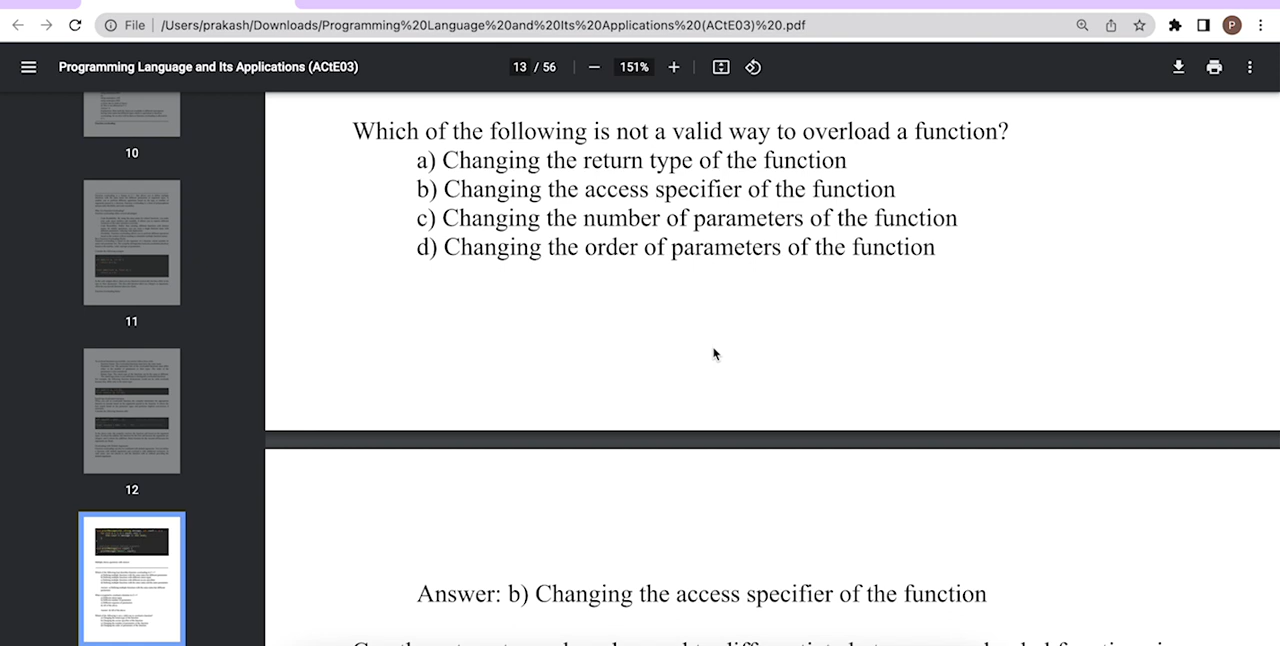 File /Users/prakash/Downloads/Programming%20Language%20and%20Its%20Applications%20(ACtE03)%20.pdf
P
Programming Language and Its Applications (ACtE03)
13 / 56
151%
Which of the following is not a valid way to overload a function?
a) Changing the return type of the function
b) Changing the access specifier of the function
c) Changing the number of parameters of the function
d) Changing the order of parameters of the function
10
11
12
Answer: b) Changing the access specifier of the function